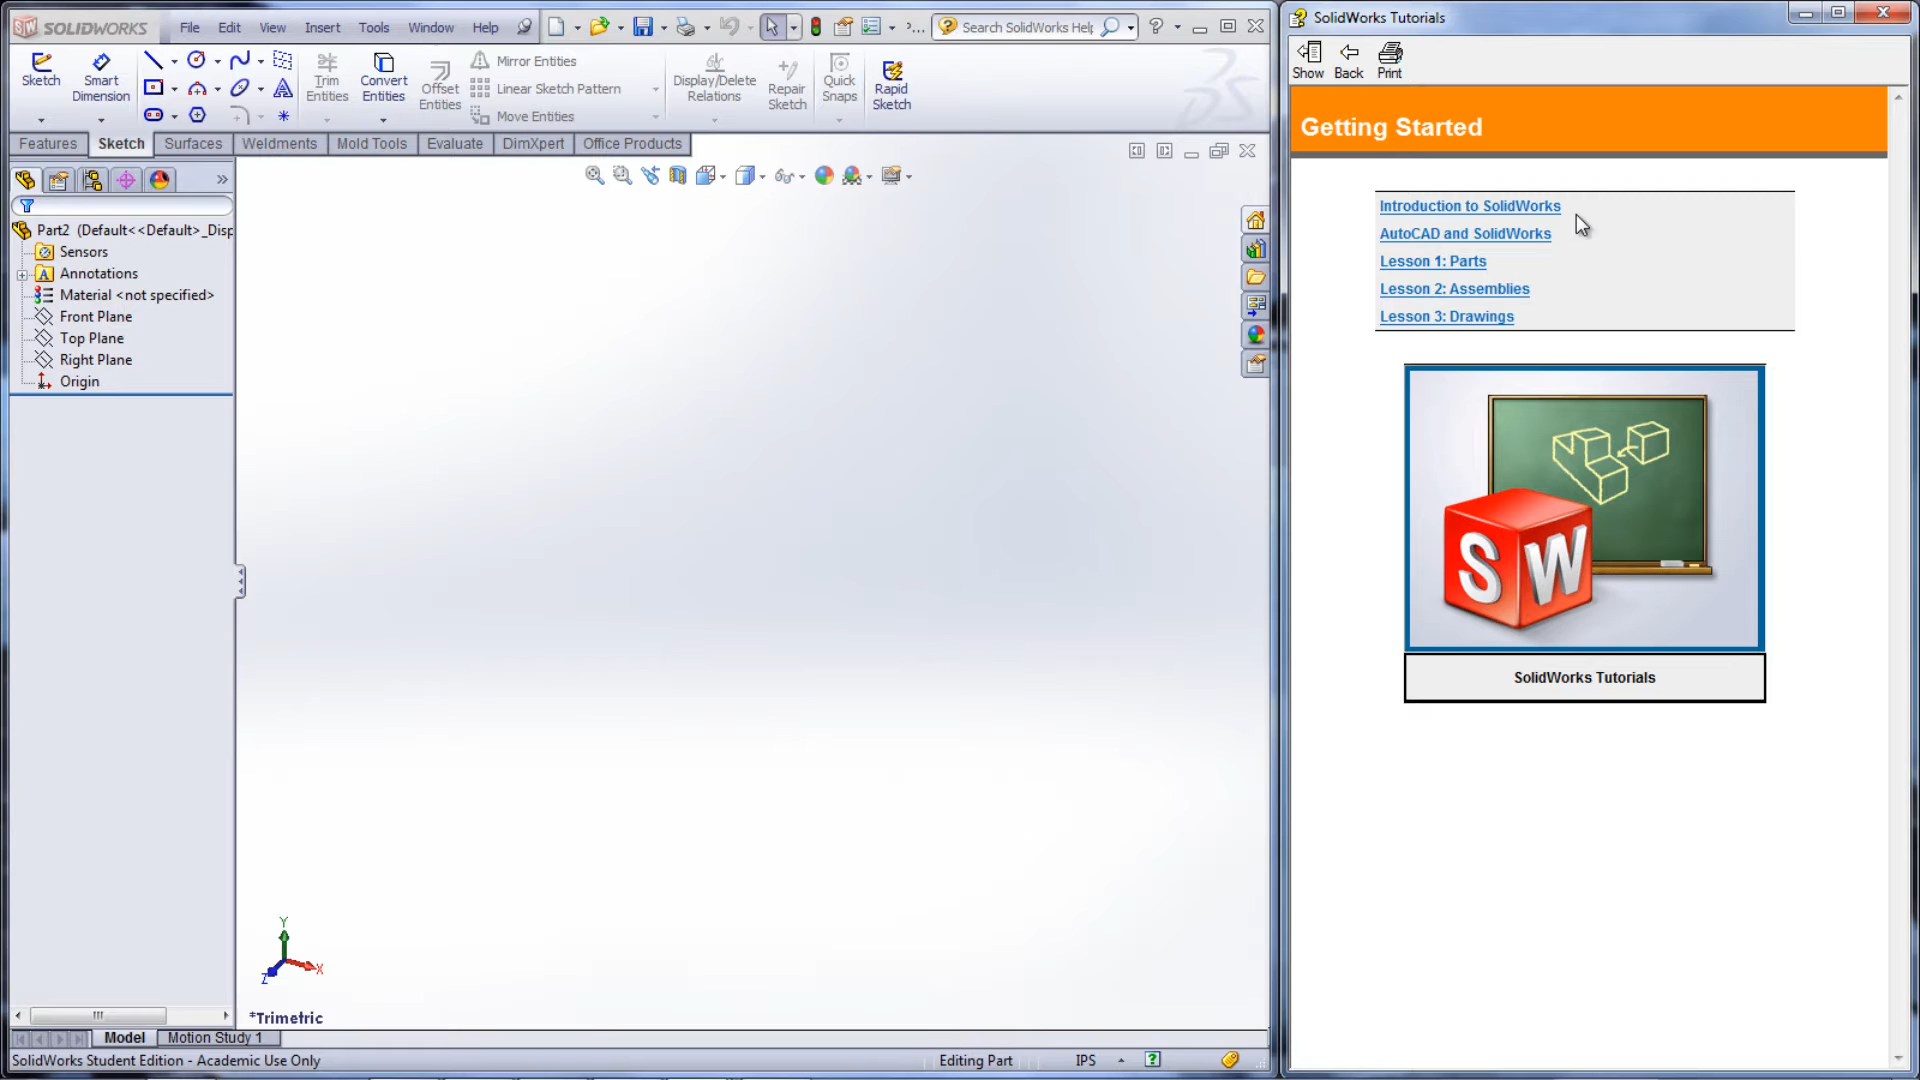 SW SOLIDWORKS File Edit View Insert Tools Window Help Search SolidWorks Help
Sketch
Smart Dimension
Trim Entities
Convert Entities
Offset Entities
Mirror Entities
Linear Sketch Pattern
Move Entities
Display/Delete Relations
Repair Sketch
Quick Snaps
Rapid Sketch
Features Sketch Surfaces Weldments Mold Tools Evaluate DimXpert Office Products
Part2 (Default<<Default>_Disp
Sensors
Annotations
Material <not specified>
Front Plane
Top Plane
Right Plane
Origin
Y
X
Z
*Trimetric
Model Motion Study 1
SolidWorks Student Edition - Academic Use Only Editing Part IPS
SolidWorks Tutorials
Show Back Print
Getting Started
Introduction to SolidWorks
AutoCAD and SolidWorks
Lesson 1: Parts
Lesson 2: Assemblies
Lesson 3: Drawings
S W
SolidWorks Tutorials